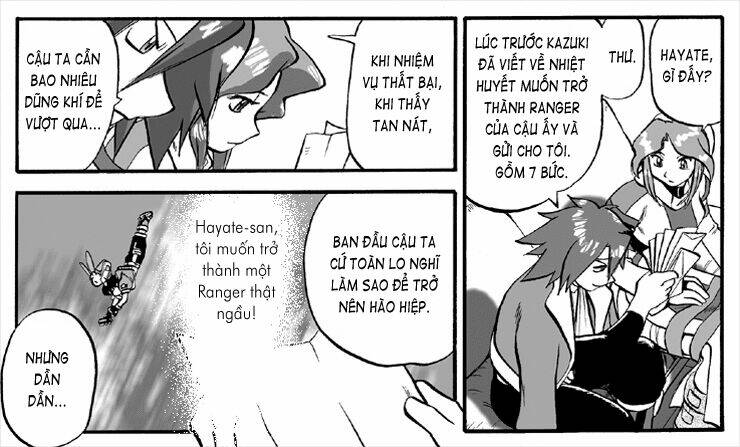 HAYATE,
GÌ ĐẤY?
THƯ.
LÚC TRƯỚC KAZUKI
ĐÃ VIẾT VỀ NHIỆT
HUYẾT MUỐN TRỞ
THÀNH RANGER
CỦA CẬU ẤY VÀ
GỬI CHO TÔI.
GỒM 7 BỨC.
KHI NHIỆM
VỤ THẤT BẠI,
KHI THẤY
TAN NÁT,
CẬU TA CẦN
BAO NHIÊU
DŨNG KHÍ ĐỂ
VƯỢT QUA...
BAN ĐẦU CẬU TA
CỨ TOÀN LO NGHĨ
LÀM SAO ĐỂ TRỞ
NÊN HÀO HIỆP.
Hayate-san,
tôi muốn trở
thành một
Ranger thật
ngầu!
NHƯNG
DẦN
DẦN...